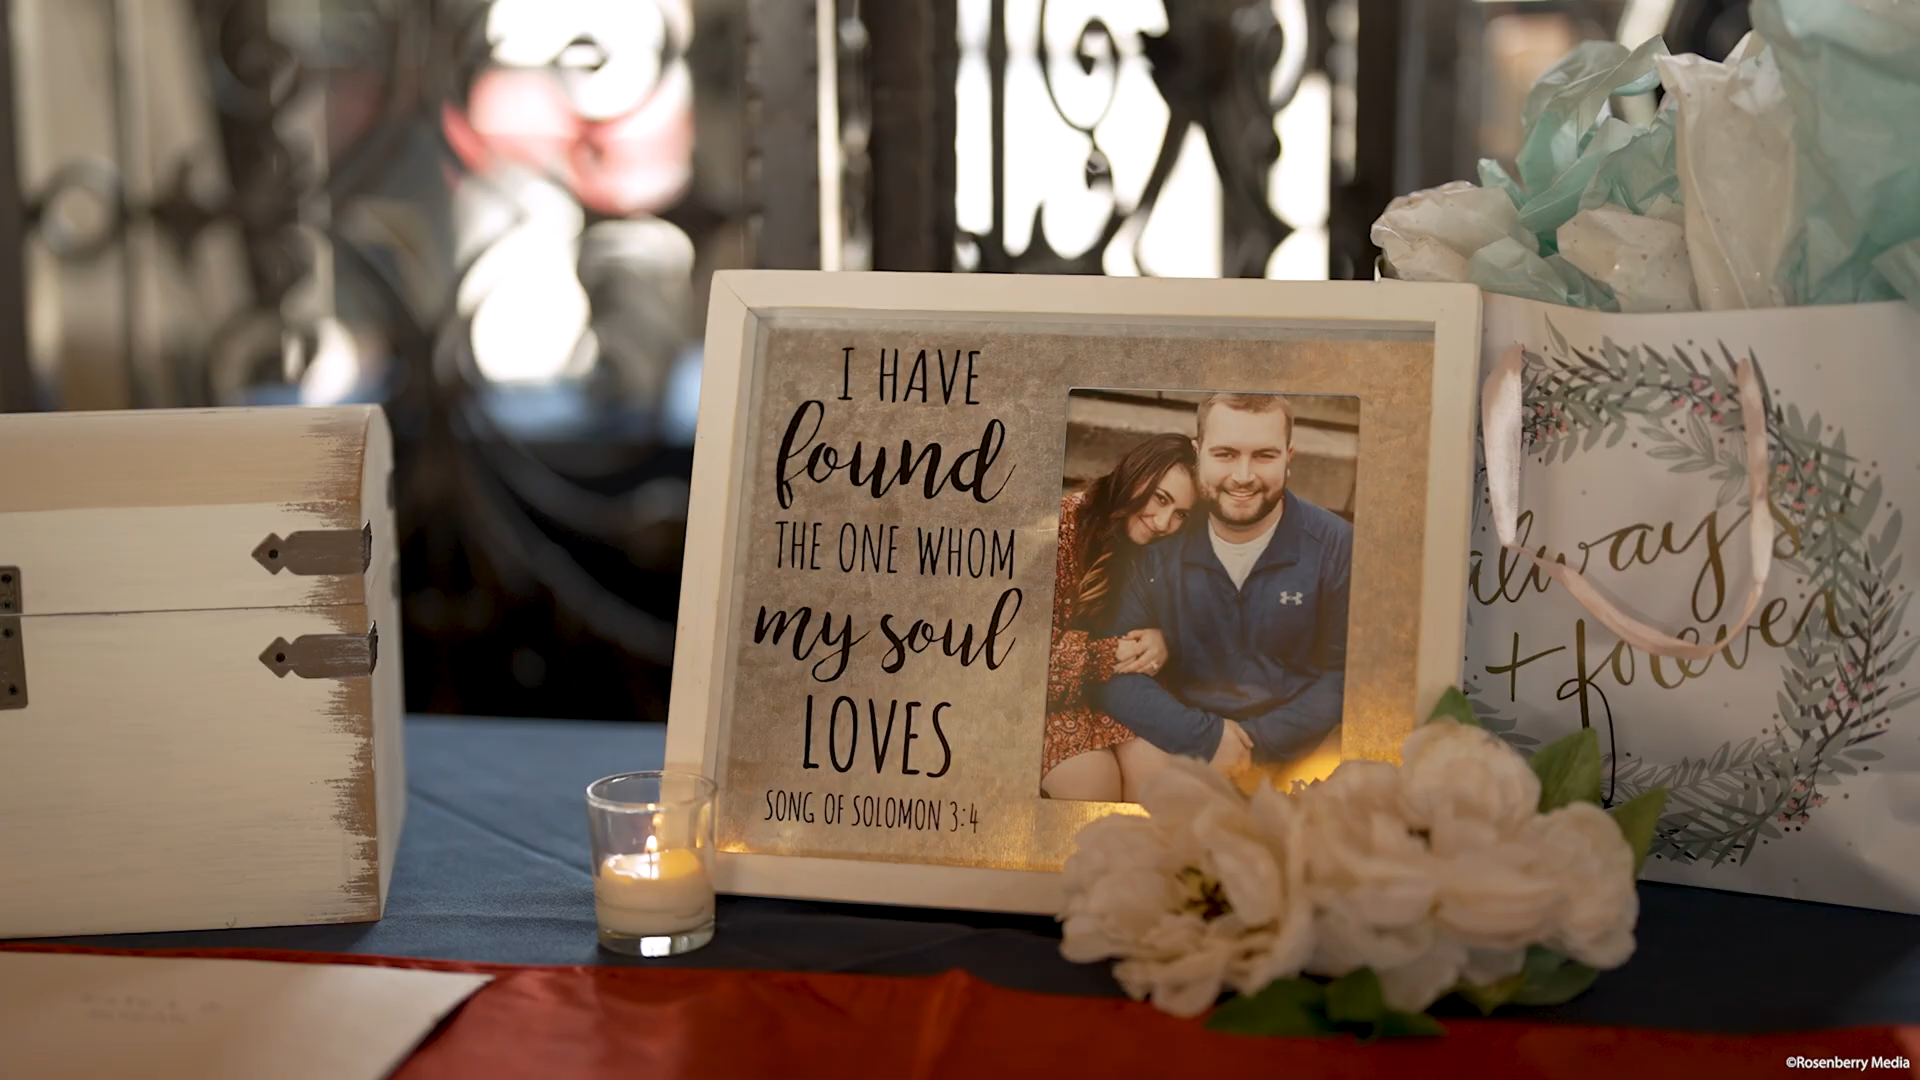 I HAVE
found
THE ONE WHOM
my soul
LOVES
SONG OF SOLOMON 3:4
always
+ forever
©Rosenberry Media